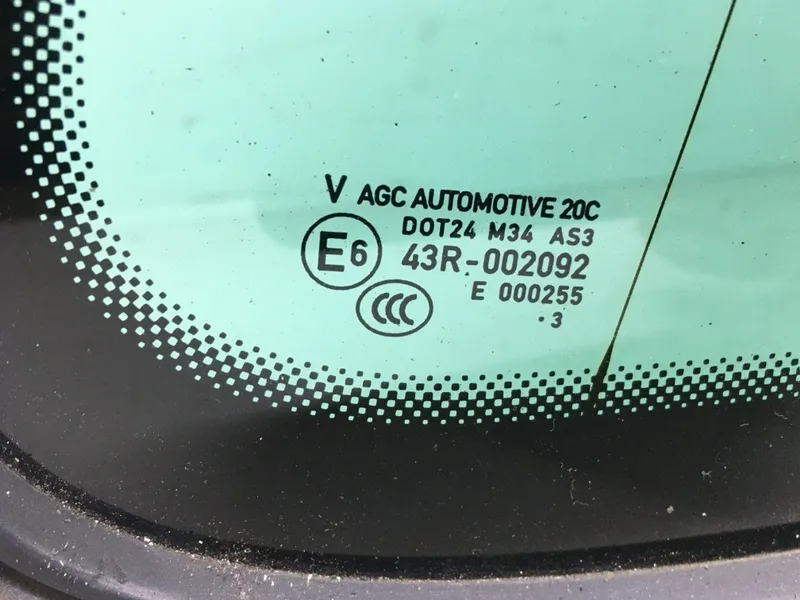 V AGC AUTOMOTIVE 20C
DOT24 M34 AS3
E6 43R-002092
CCC E 000255
·3